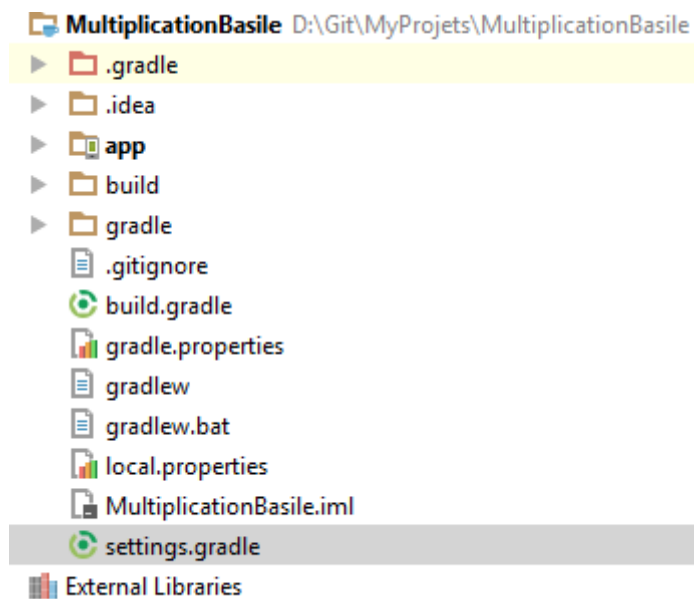 MultiplicationBasile D:\Git\MyProjets\MultiplicationBasile
.gradle
.idea
app
build
gradle
.gitignore
build.gradle
gradle.properties
gradlew
gradlew.bat
local.properties
MultiplicationBasile.iml
settings.gradle
External Libraries